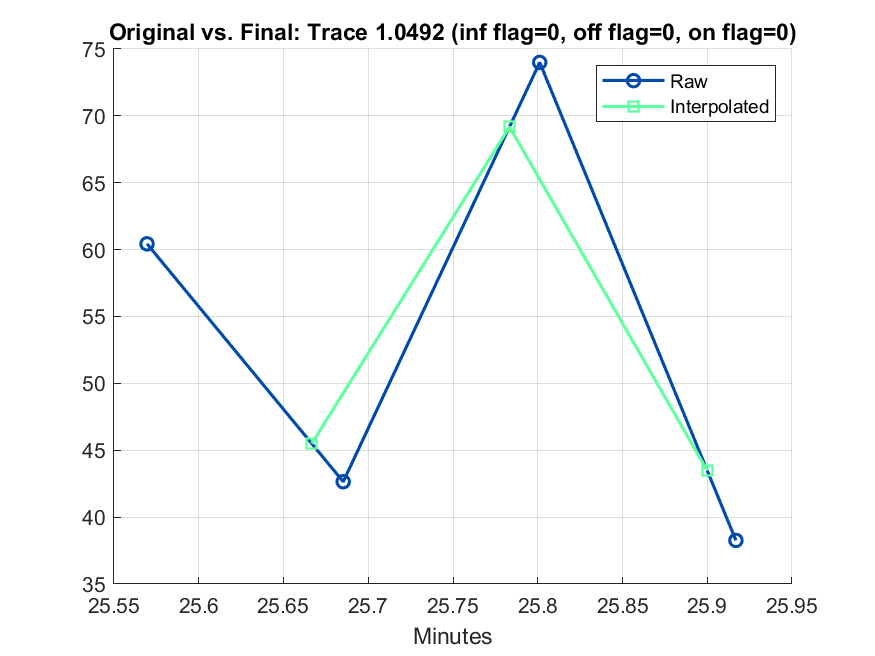 Original vs. Final: Trace 1.0492 (inf flag=0, off flag=0, on flag=0)
75
70
65
60
55
50
45
40
35
Raw
Interpolated
25.55 25.6 25.65 25.7 25.75 25.8 25.85 25.9 25.95
Minutes